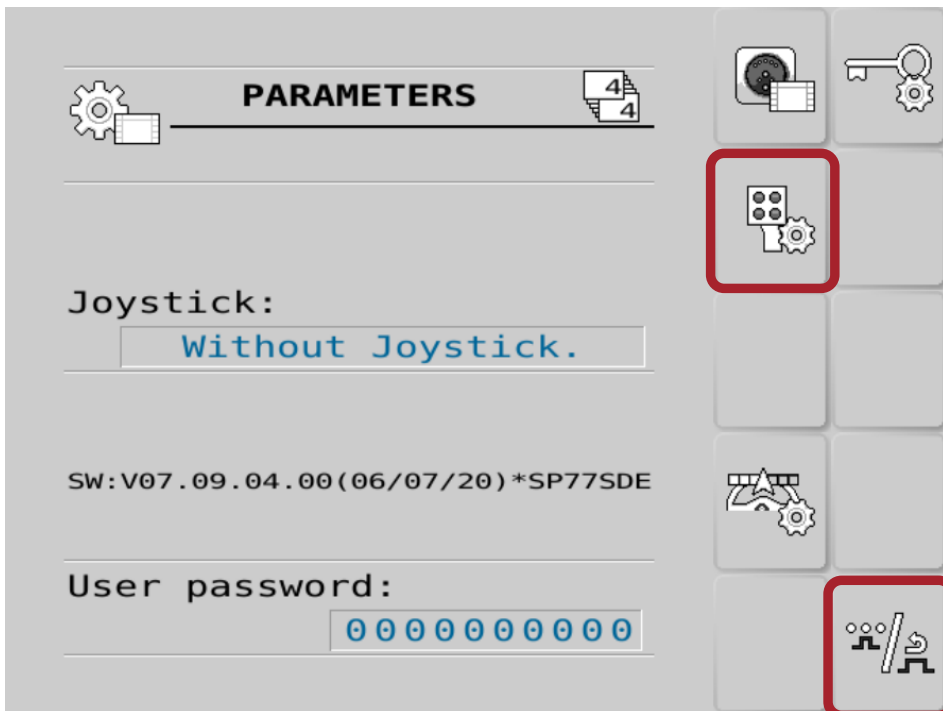 PARAMETERS
4
4
Joystick:
Without Joystick.
SW:V07.09.04.00(06/07/20)*SP77SDE
User password:
0000000000